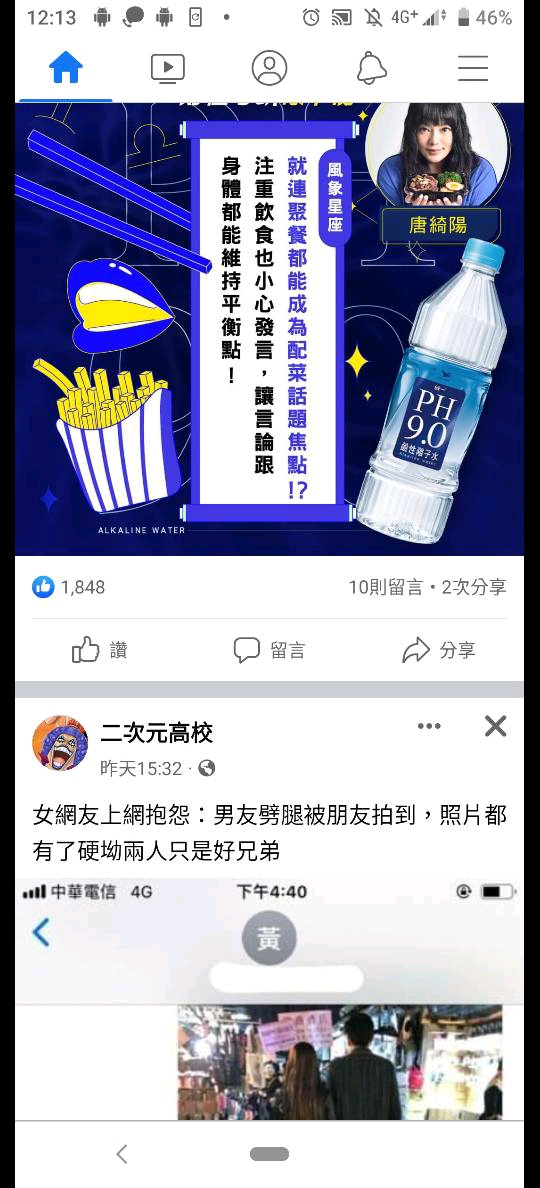 12:13
4G+
46%
風象星座
就連聚餐都能成為配菜話題焦點!?
注重飲食也小心發言，讓言論跟
身體都能維持平衡點！
唐綺陽
統一
PH
9.0
鹼性離子水
ALKALINE WATER
1,848
10則留言・2次分享
讚
留言
分享
二次元高校
昨天15:32
女網友上網抱怨：男友劈腿被朋友拍到，照片都
有了硬坳兩人只是好兄弟
中華電信 4G
下午4:40
黃